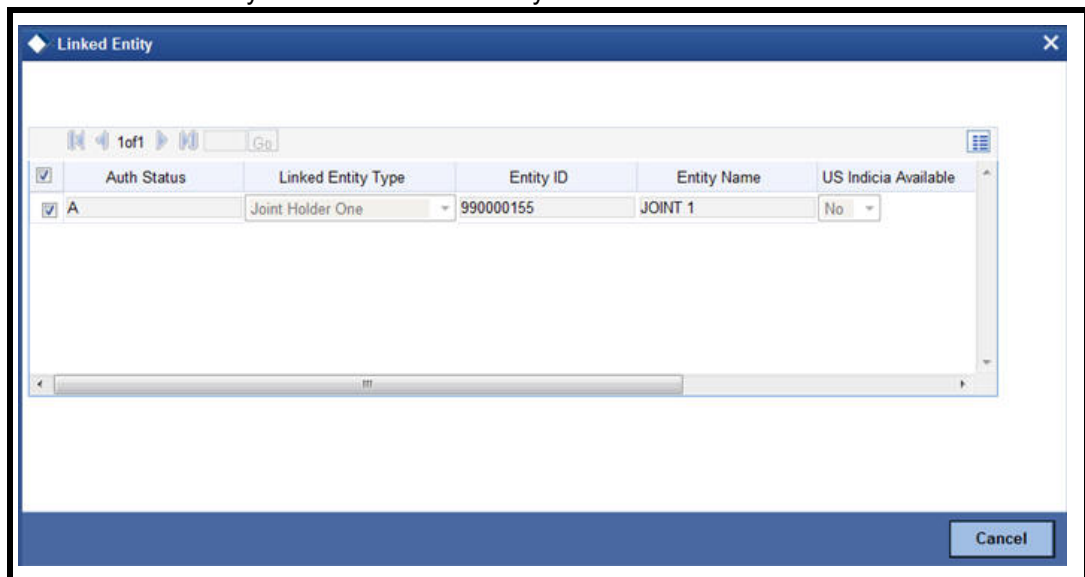 Linked Entity
1of1 Go
Auth Status Linked Entity Type Entity ID Entity Name US Indicia Available
A Joint Holder One 990000155 JOINT 1 No
Cancel